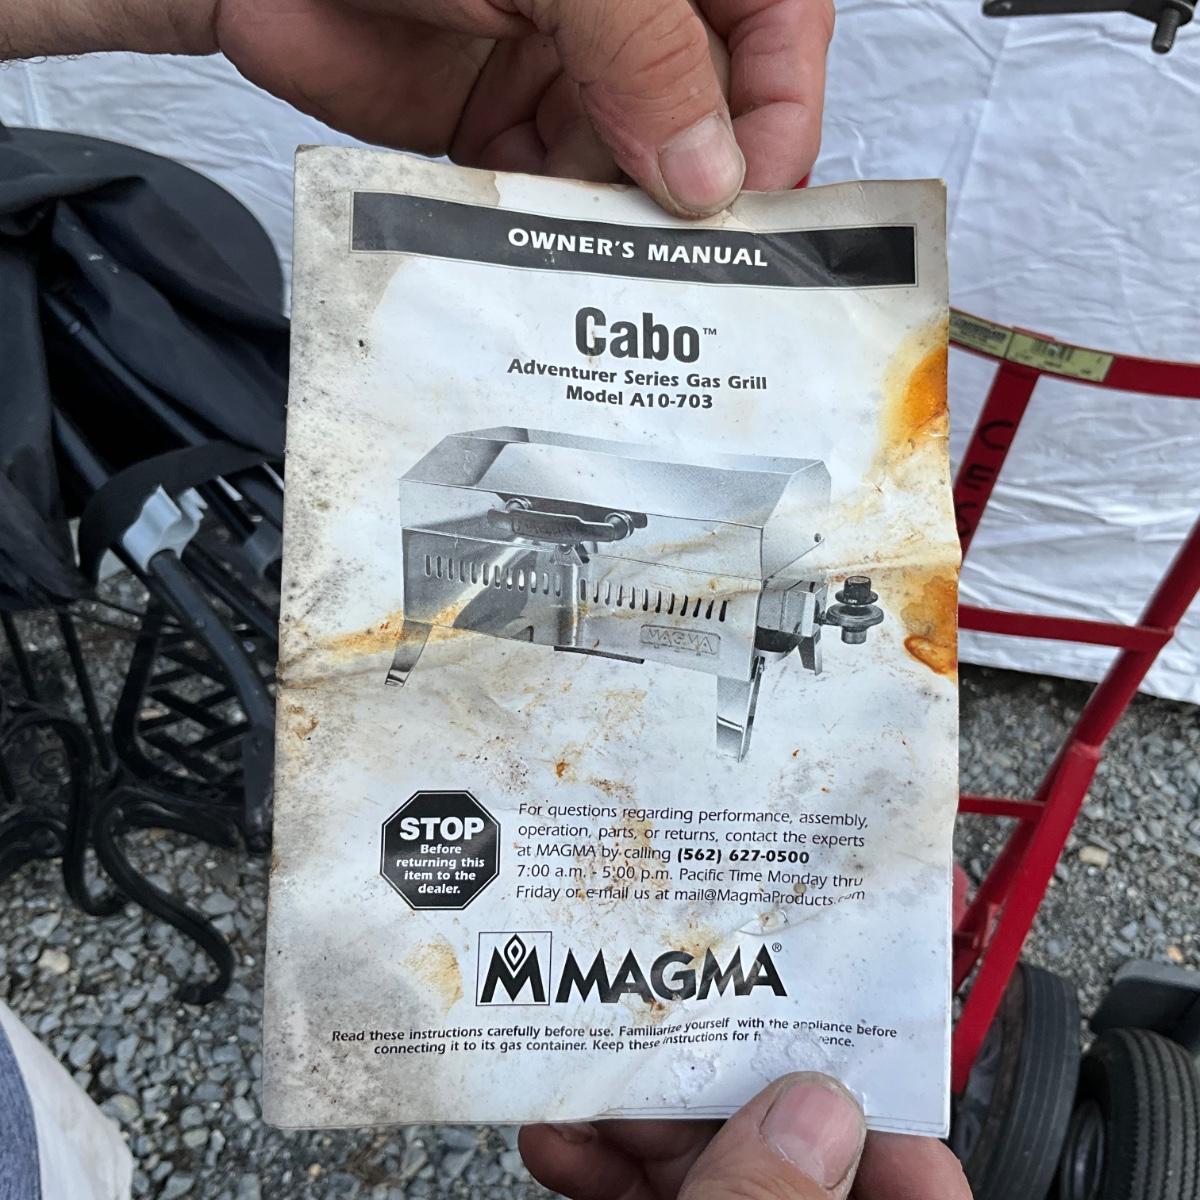 OWNER'S MANUAL
Cabo™
Adventurer Series Gas Grill
Model A10-703
MAGMA
STOP
Before
returning this
item to the
dealer.
For questions regarding performance, assembly,
operation, parts, or returns, contact the experts
at MAGMA by calling (562) 627-0500
7:00 a.m. - 5:00 p.m. Pacific Time Monday thru
Friday or e-mail us at mail@MagmaProducts.com
MAGMA®
Read these instructions carefully before use. Familiarize yourself with the appliance before
connecting it to its gas container. Keep these instructions for